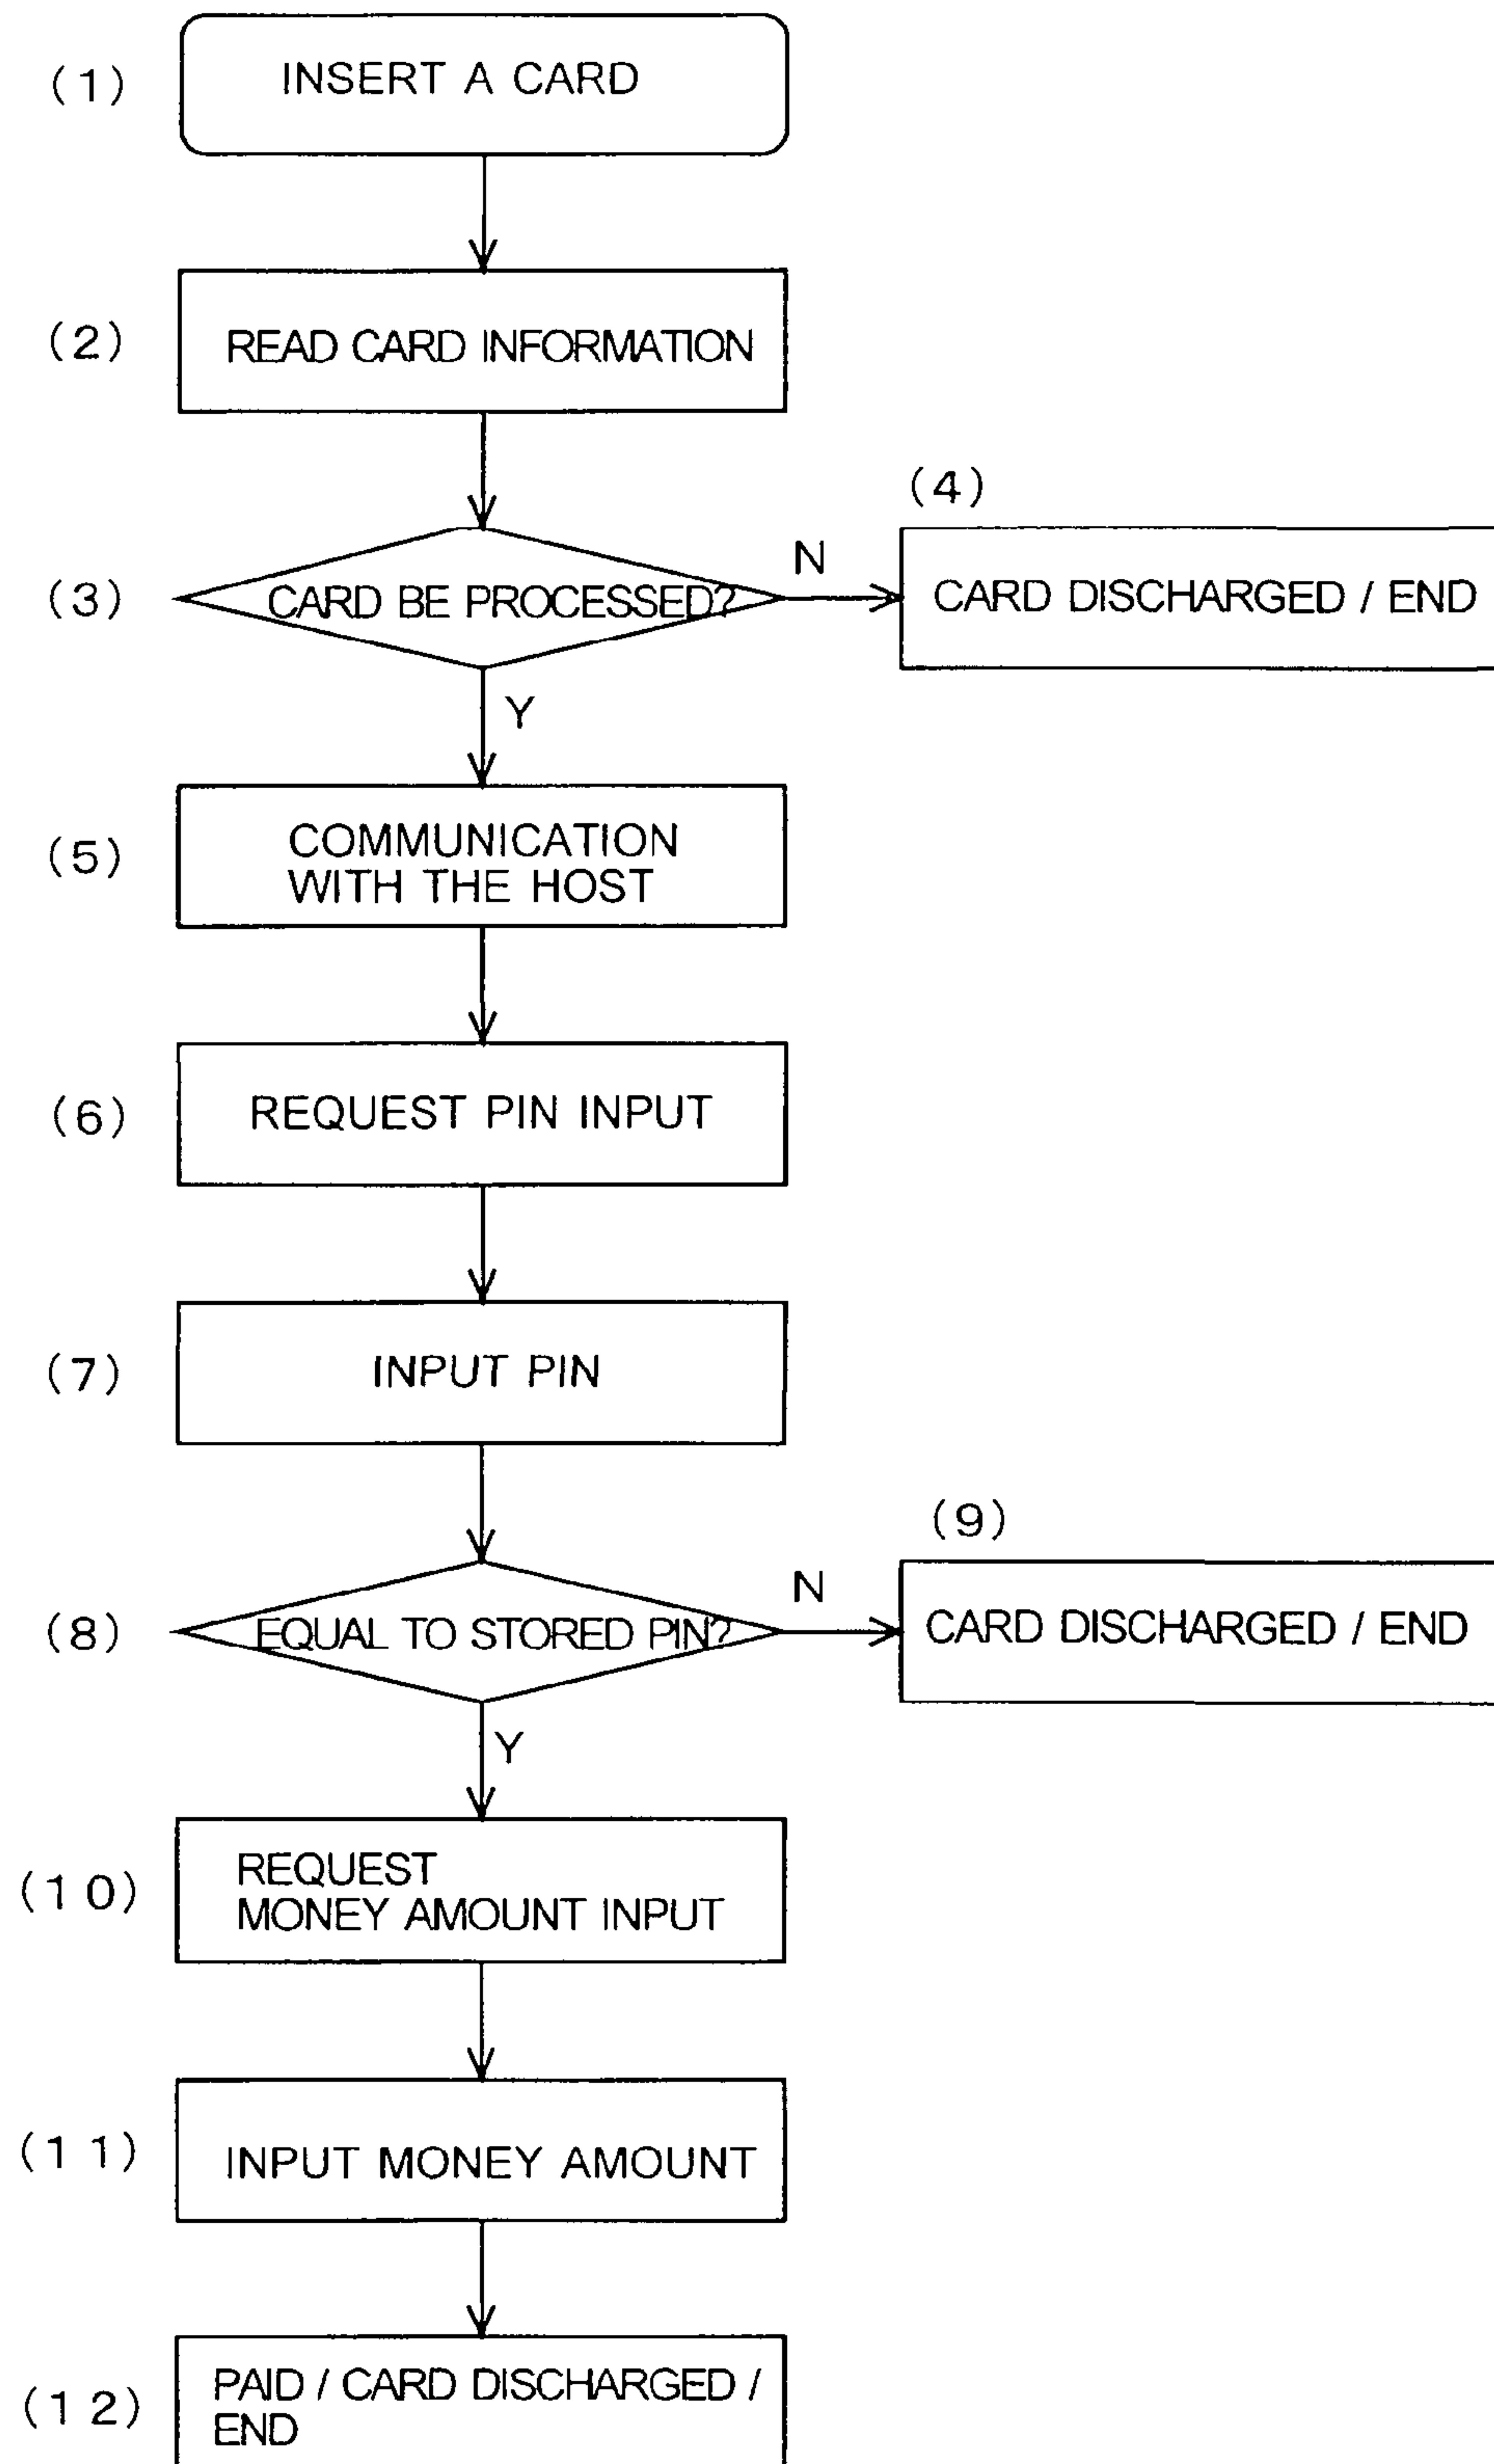 (1)
INSERT A CARD
(2)
READ CARD INFORMATION
(3)
CARD BE PROCESSED?
N
(4)
CARD DISCHARGED / END
Y
(5)
COMMUNICATION
WITH THE HOST
(6)
REQUEST PIN INPUT
(7)
INPUT PIN
(8)
EQUAL TO STORED PIN?
N
(9)
CARD DISCHARGED / END
Y
(10)
REQUEST
MONEY AMOUNT INPUT
(11)
INPUT MONEY AMOUNT
(12)
PAID / CARD DISCHARGED /
END